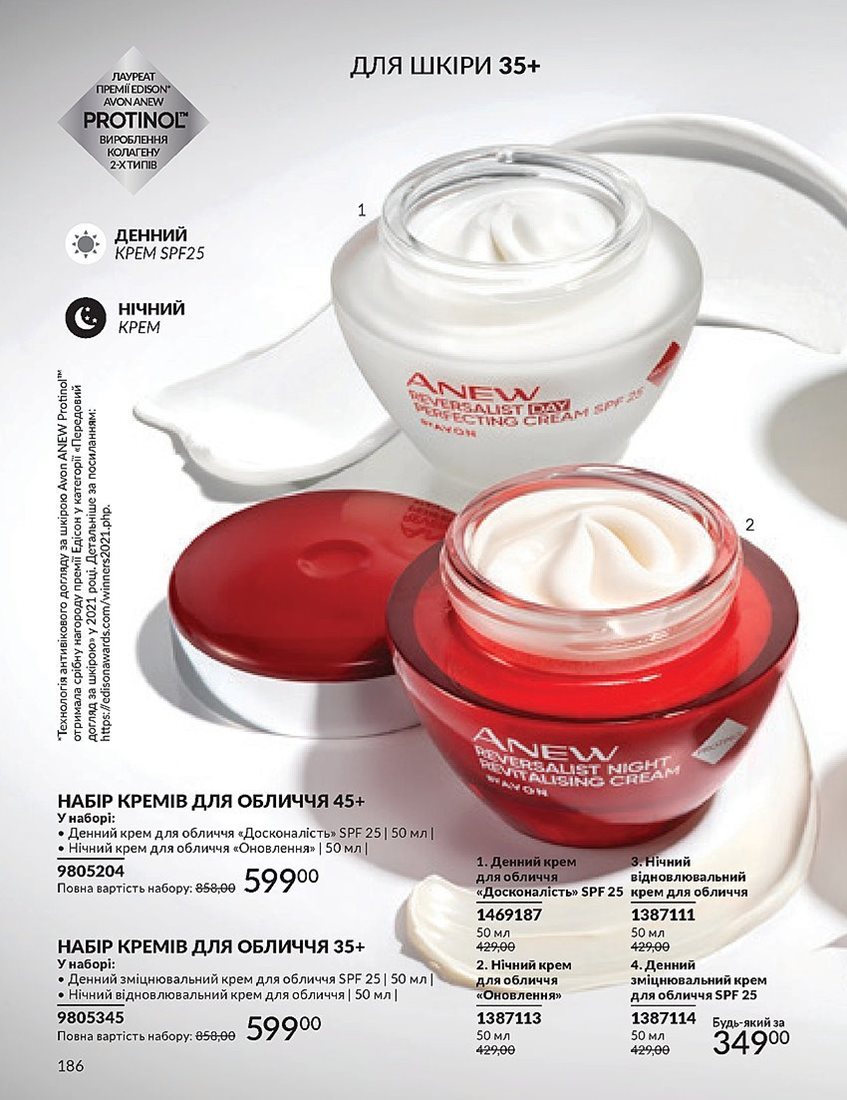 ДЛЯ ШКІРИ 35+
ЛАУРЕАТ
ПРЕМІЇ EDISON*
AVON ANEW
PROTINOL™
ВИРОБЛЕННЯ
КОЛАГЕНУ
2-Х ТИПІВ
ДЕННИЙ
КРЕМ SPF25
НІЧНИЙ
КРЕМ
1
ANEW
REVERSALIST DAY
PERFECTING CREAM SPF 25
BY AVON
2
ANEW
REVERSALIST NIGHT
REVITALISING CREAM
BY AVON
PROTINOL
*Технологія антивікового догляду за шкірою Avon ANEW Protinol™
отримала срібну нагороду премії Едісон у категорії «Передовий
догляд за шкірою» у 2021 році. Детальніше за посиланням:
https://edisonawards.com/winners2021.php.
НАБІР КРЕМІВ ДЛЯ ОБЛИЧЧЯ 45+
У наборі:
• Денний крем для обличчя «Досконалість» SPF 25 | 50 мл |
• Нічний крем для обличчя «Оновлення» | 50 мл |
9805204
Повна вартість набору: 858,00 59900
НАБІР КРЕМІВ ДЛЯ ОБЛИЧЧЯ 35+
У наборі:
• Денний зміцнювальний крем для обличчя SPF 25 | 50 мл |
• Нічний відновлювальний крем для обличчя | 50 мл |
9805345
Повна вартість набору: 858,00 59900
1. Денний крем
для обличчя
«Досконалість» SPF 25
1469187
50 мл
429,00
2. Нічний крем
для обличчя
«Оновлення»
1387113
50 мл
429,00
3. Нічний
відновлювальний
крем для обличчя
1387111
50 мл
429,00
4. Денний
зміцнювальний крем
для обличчя SPF 25
1387114
50 мл
429,00
Будь-який за
34900
186